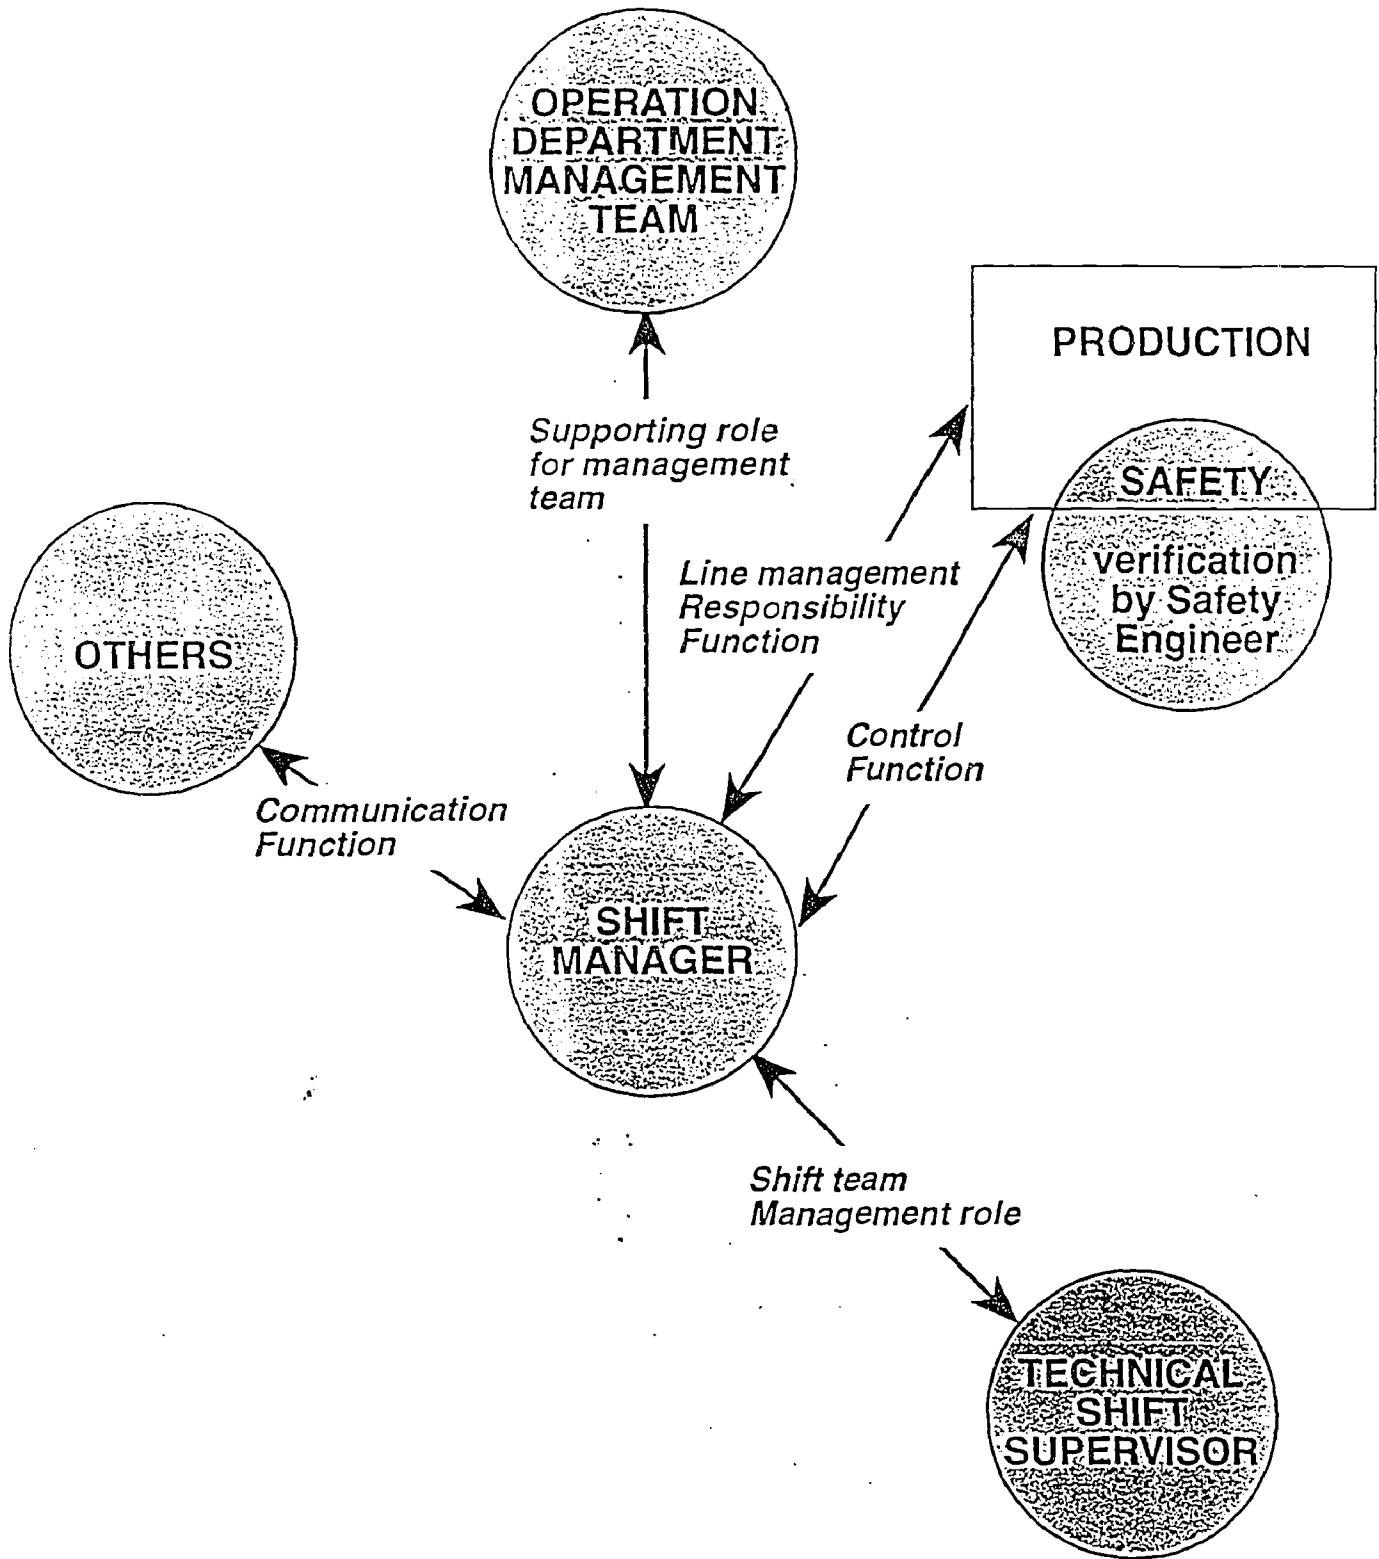 OPERATION
DEPARTMENT
MANAGEMENT
TEAM
PRODUCTION
Supporting role
for management
team
SAFETY
verification
by Safety
Engineer
Line management
Responsibility
Function
OTHERS
Control
Function
Communication
Function
SHIFT
MANAGER
Shift team
Management role
TECHNICAL
SHIFT
SUPERVISOR